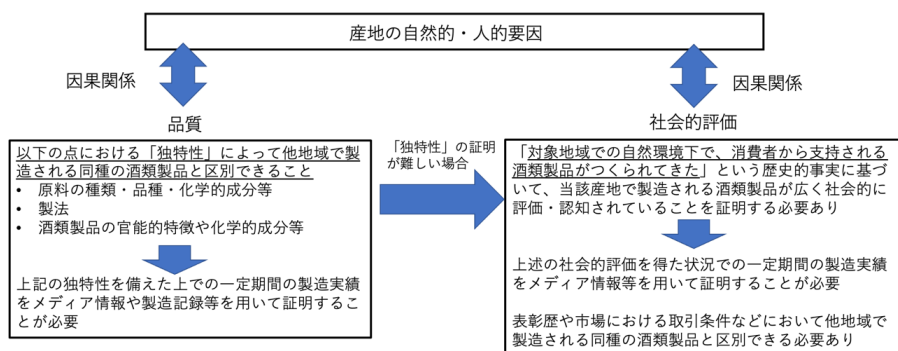 産地の自然的・人的要因
因果関係
因果関係
品質
以下の点における「独特性」によって他地域で製
造される同種の酒類製品と区別できること
• 原料の種類・品種・化学的成分等
• 製法
• 酒類製品の官能的特徴や化学的成分等
上記の独特性を備えた上での一定期間の製造実績
をメディア情報や製造記録等を用いて証明するこ
とが必要
「独特性」の証明
が難しい場合
社会的評価
「対象地域での自然環境下で、消費者から支持される
酒類製品がつくられてきた」という歴史的事実に基づ
いて、当該産地で製造される酒類製品が広く社会的に
評価・認知されていることを証明する必要あり
上述の社会的評価を得た状況での一定期間の製造実績
をメディア情報等を用いて証明することが必要
表彰歴や市場における取引条件などにおいて他地域で
製造される同種の酒類製品と区別できる必要あり